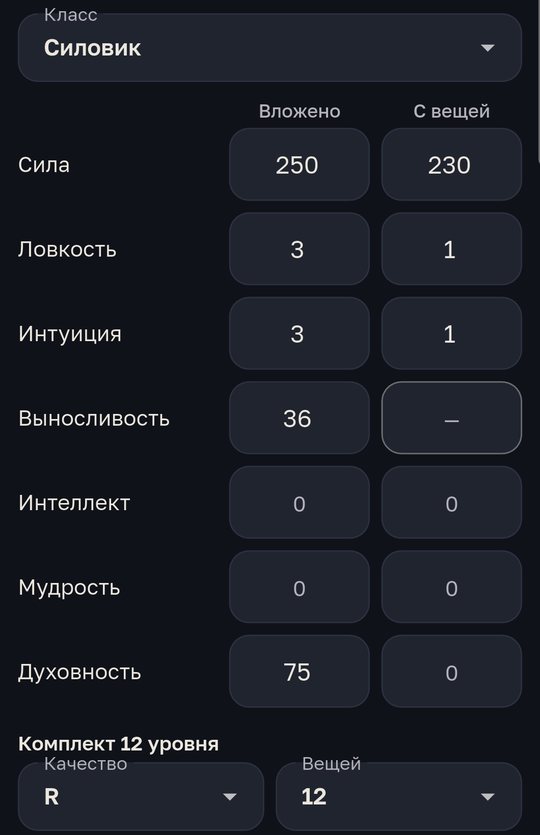 Класс
Силовик
Вложено С вещей
Сила 250 230
Ловкость 3 1
Интуиция 3 1
Выносливость 36 –
Интеллект 0 0
Мудрость 0 0
Духовность 75 0
Комплект 12 уровня
Качество Вещей
R 12